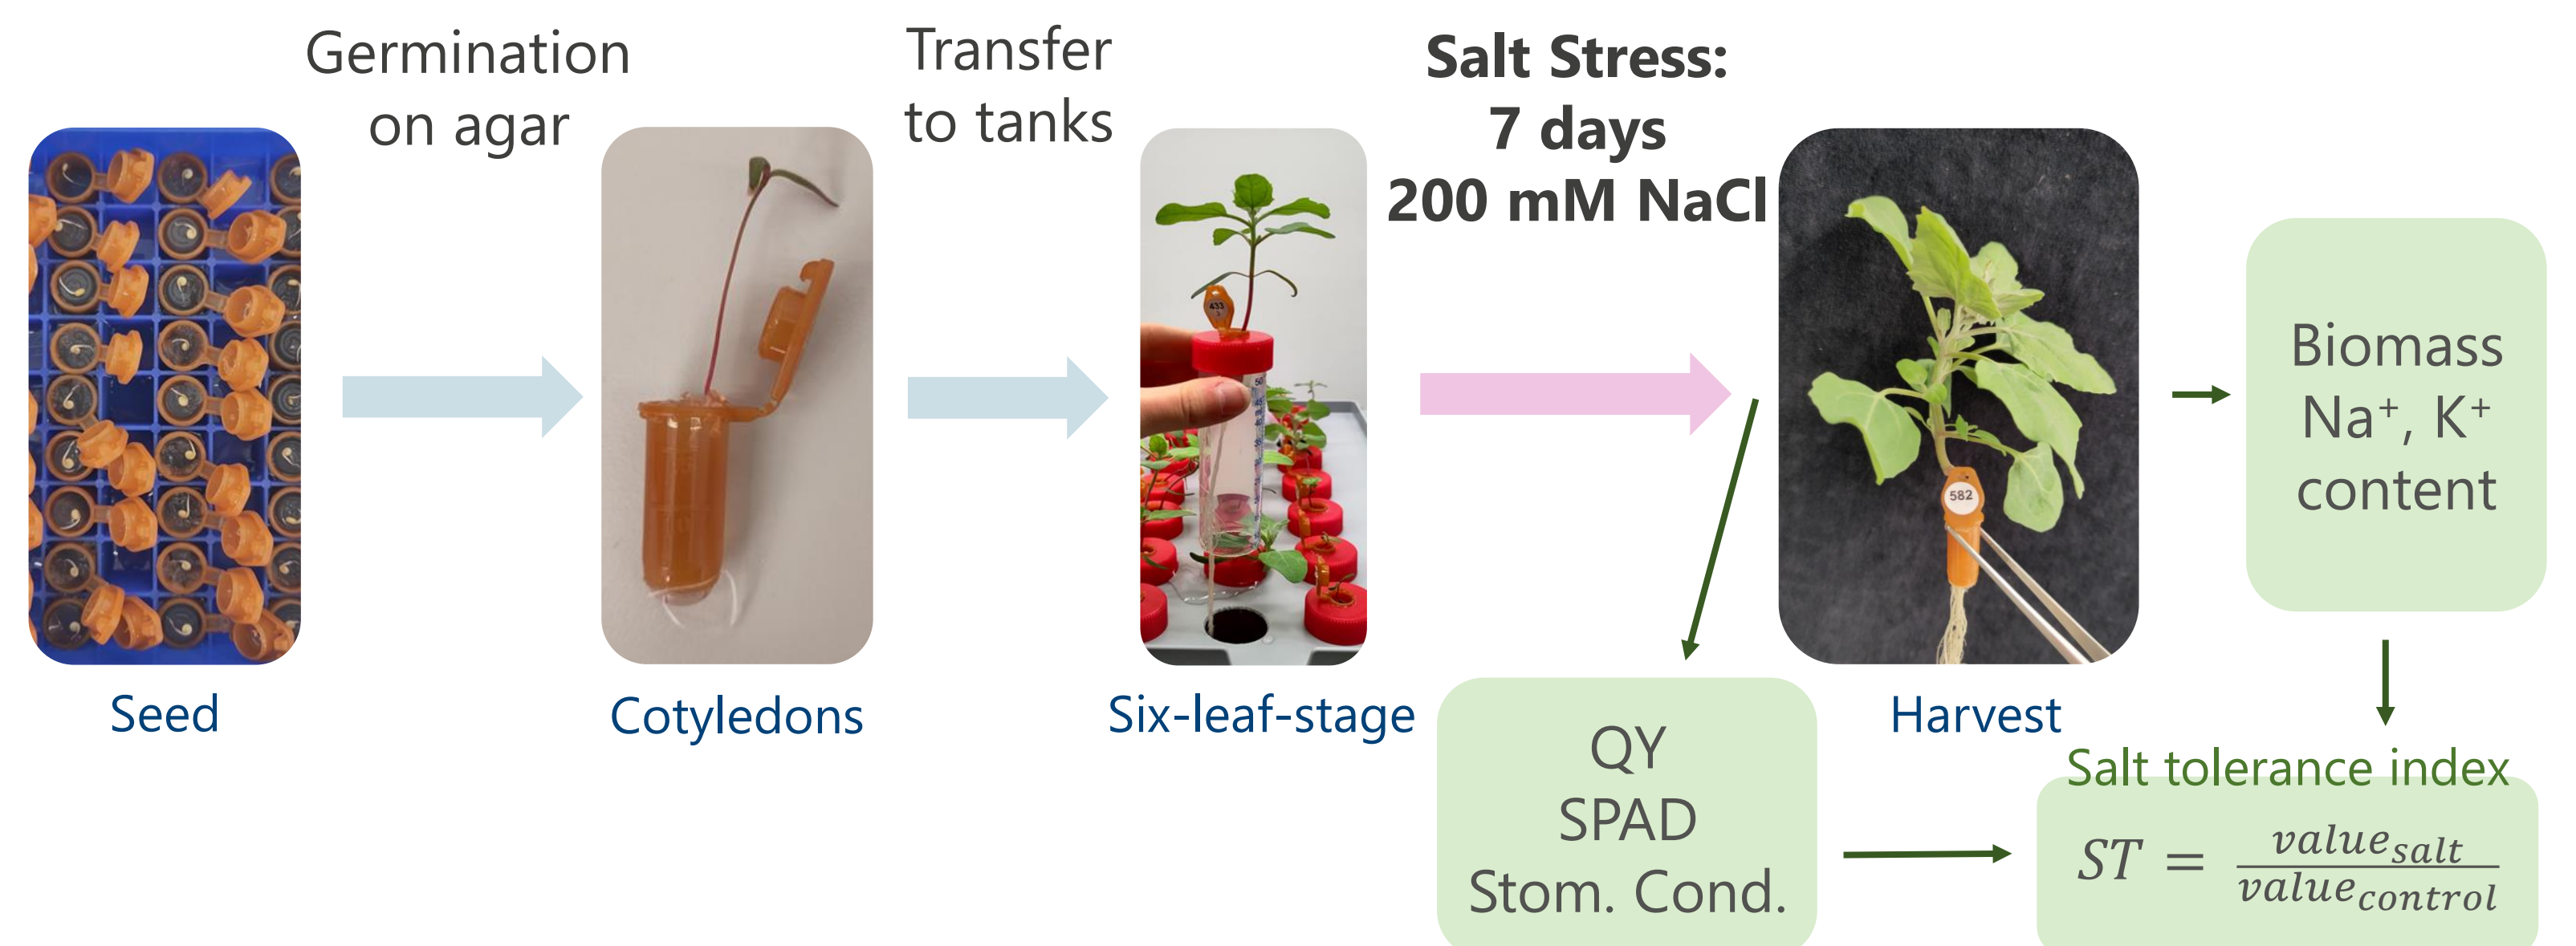 Germination
on agar
Transfer
to tanks
Salt Stress:
7 days
200 mM NaCl
433
582
Seed
Cotyledons
Six-leaf-stage
Harvest
Biomass
Na⁺, K⁺
content
QY
SPAD
Stom. Cond.
Salt tolerance index
ST = value_salt / value_control